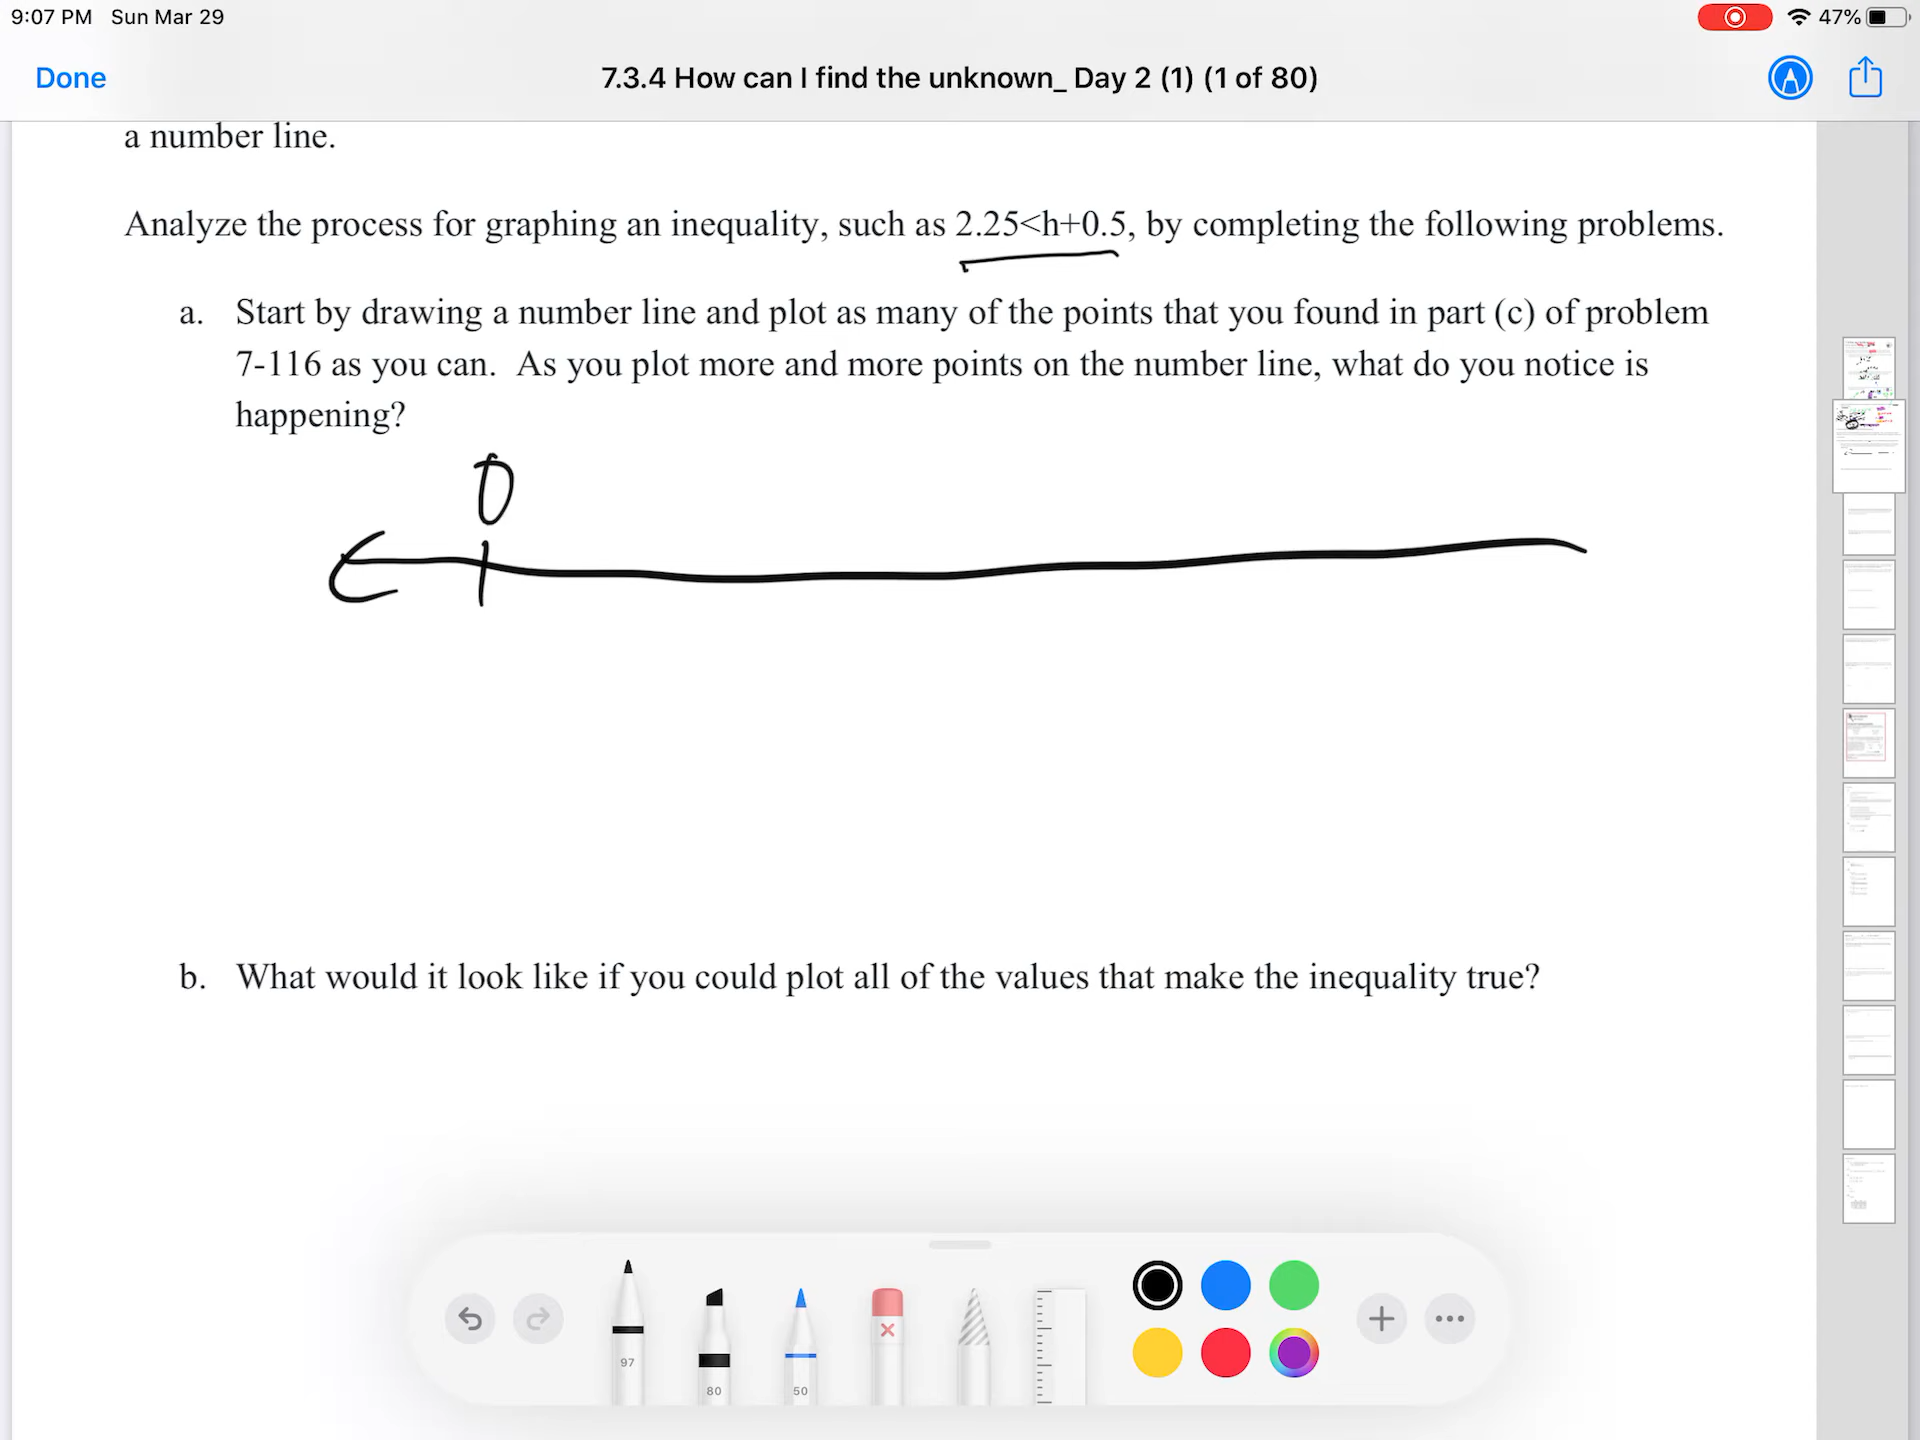 9:07 PM Sun Mar 29
47%
Done
7.3.4 How can I find the unknown_ Day 2 (1) (1 of 80)
a number line.
Analyze the process for graphing an inequality, such as 2.25<h+0.5, by completing the following problems.
a. Start by drawing a number line and plot as many of the points that you found in part (c) of problem
7-116 as you can. As you plot more and more points on the number line, what do you notice is
happening?
0
b. What would it look like if you could plot all of the values that make the inequality true?
97
80
50